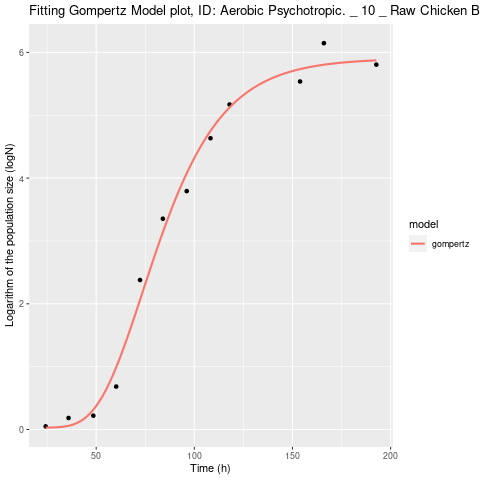 Fitting Gompertz Model plot, ID: Aerobic Psychotropic. _ 10 _ Raw Chicken B
Logarithm of the population size (logN)
6
4
2
0
50
100
150
200
Time (h)
model
gompertz